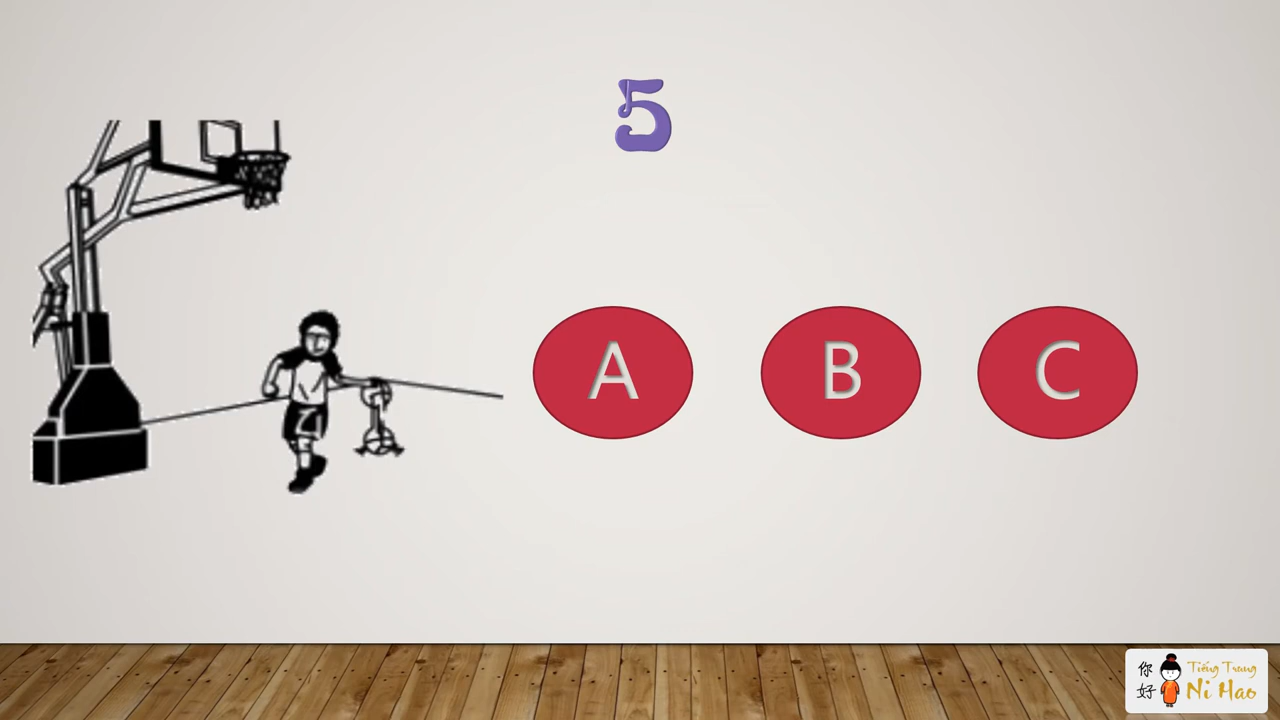 5
A B C
你好
Tiếng Trung
Ni Hao